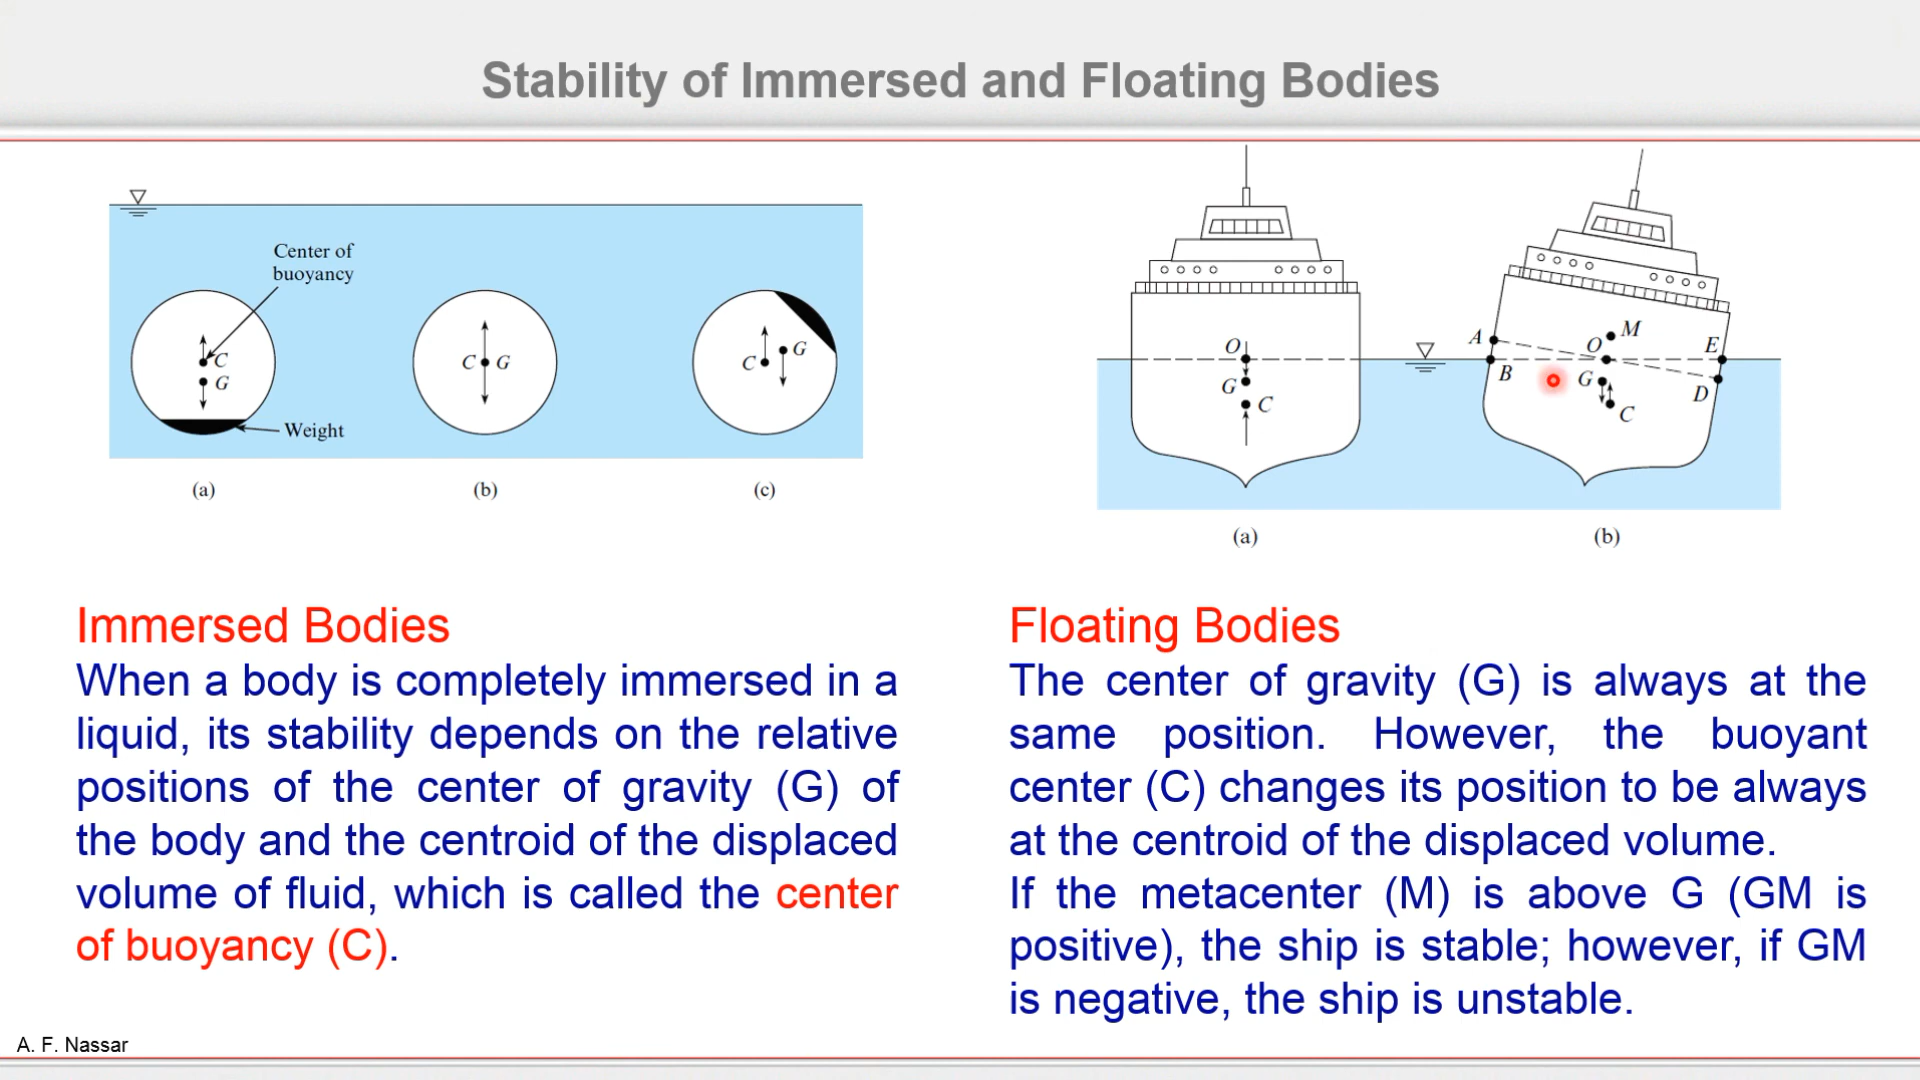 Stability of Immersed and Floating Bodies
Center of
buoyancy
C
G
Weight
C G
C G
(a)
(b)
(c)
O
G
C
A
B
M
O
E
G
D
C
(a)
(b)
Immersed Bodies
When a body is completely immersed in a
liquid, its stability depends on the relative
positions of the center of gravity (G) of
the body and the centroid of the displaced
volume of fluid, which is called the center
of buoyancy (C).
Floating Bodies
The center of gravity (G) is always at the
same position. However, the buoyant
center (C) changes its position to be always
at the centroid of the displaced volume.
If the metacenter (M) is above G (GM is
positive), the ship is stable; however, if GM
is negative, the ship is unstable.
A. F. Nassar